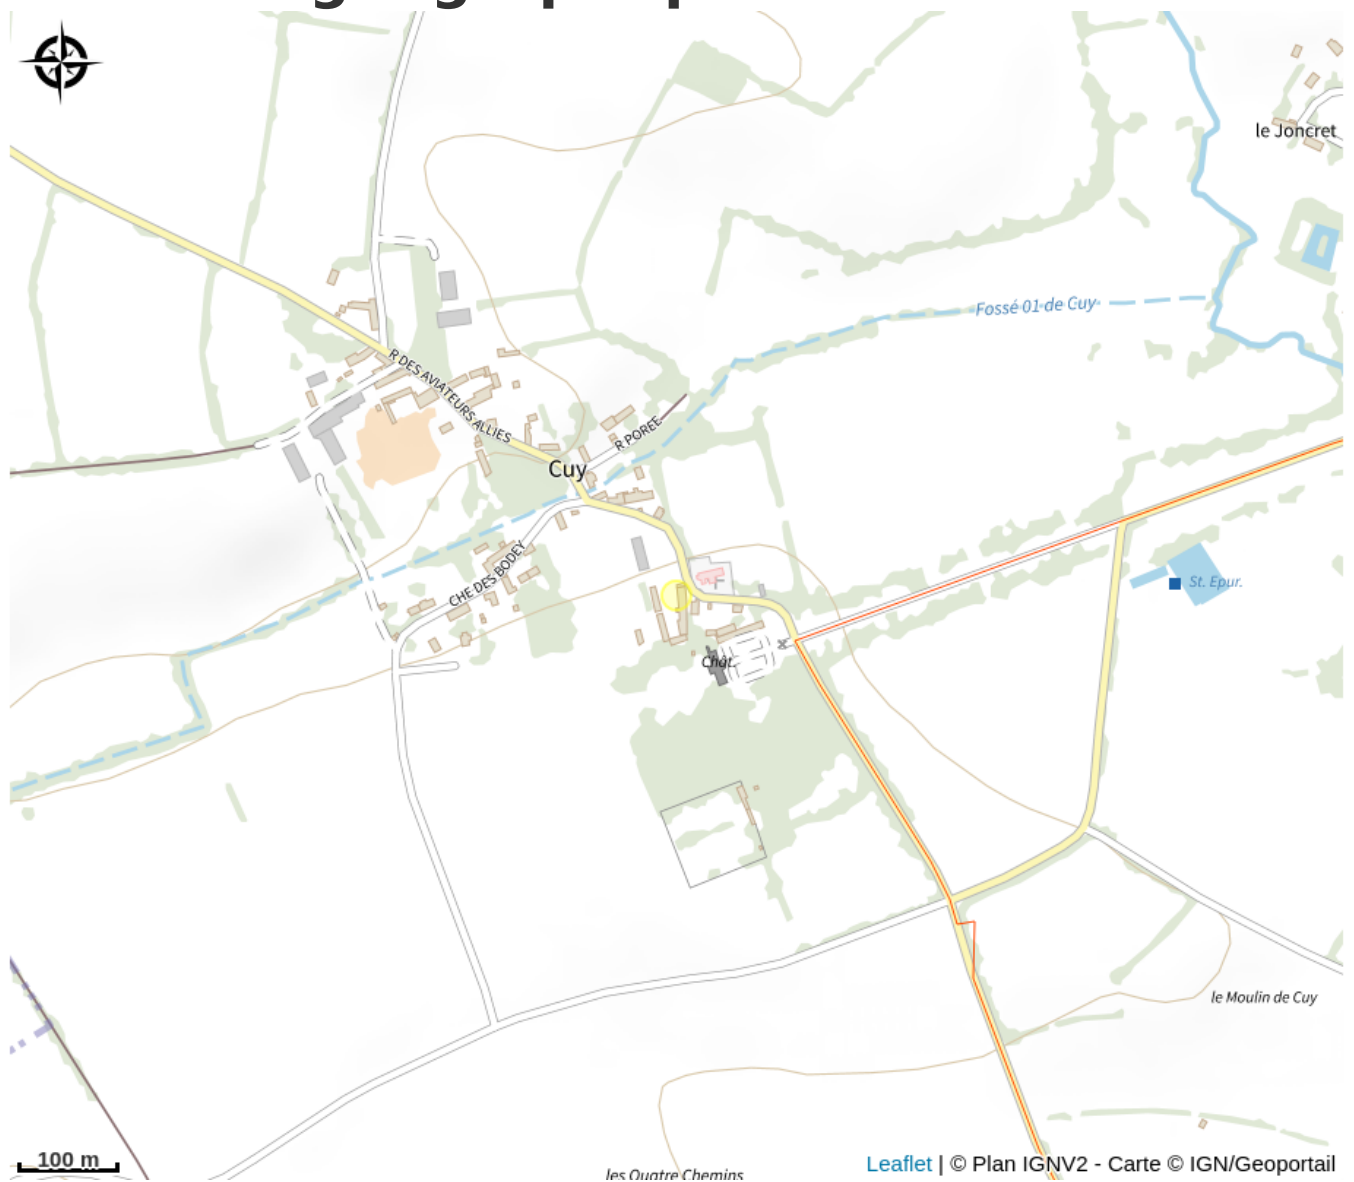 le Joncret
Fossé 01 de Cuy
R DES AVIATEURS ALLIES
R POREE
Cuy
CHE DES BODEY
St. Epur.
Chât.
le Moulin de Cuy
100 m
Leaflet | © Plan IGNV2 - Carte © IGN/Geoportail
les Quatre Chemins